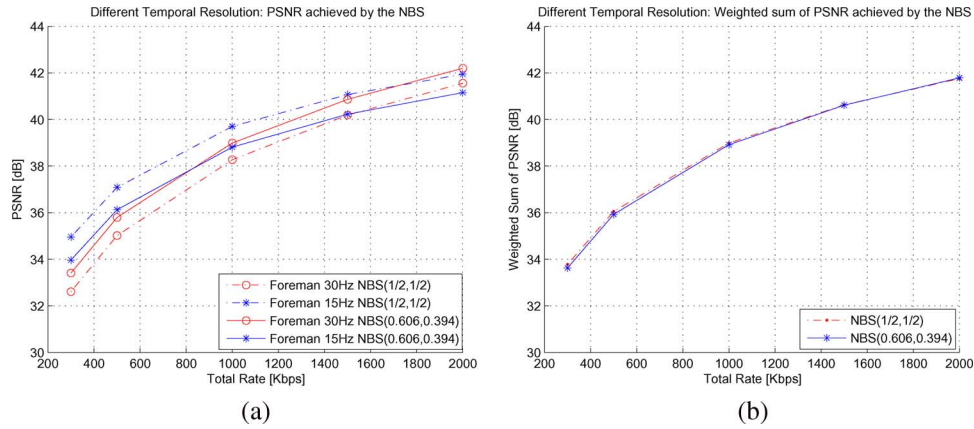 Different Temporal Resolution: PSNR achieved by the NBS
44
42
40
38
36
34
32
30
PSNR [dB]
Foreman 30Hz NBS(1/2,1/2)
Foreman 15Hz NBS(1/2,1/2)
Foreman 30Hz NBS(0.606,0.394)
Foreman 15Hz NBS(0.606,0.394)
200 400 600 800 1000 1200 1400 1600 1800 2000
Total Rate [Kbps]
(a)
Different Temporal Resolution: Weighted sum of PSNR achieved by the NBS
44
42
40
38
36
34
32
30
Weighted Sum of PSNR [dB]
NBS(1/2,1/2)
NBS(0.606,0.394)
200 400 600 800 1000 1200 1400 1600 1800 2000
Total Rate [Kbps]
(b)